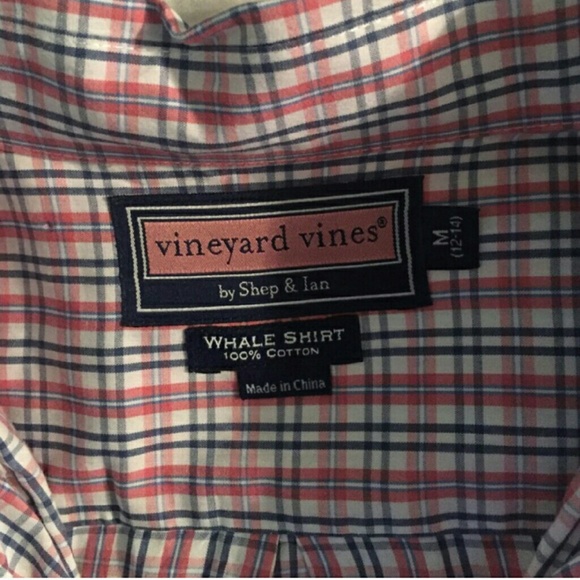 vineyard vines®
by Shep & Ian
M
(12-14)
WHALE SHIRT
100% COTTON
Made in China